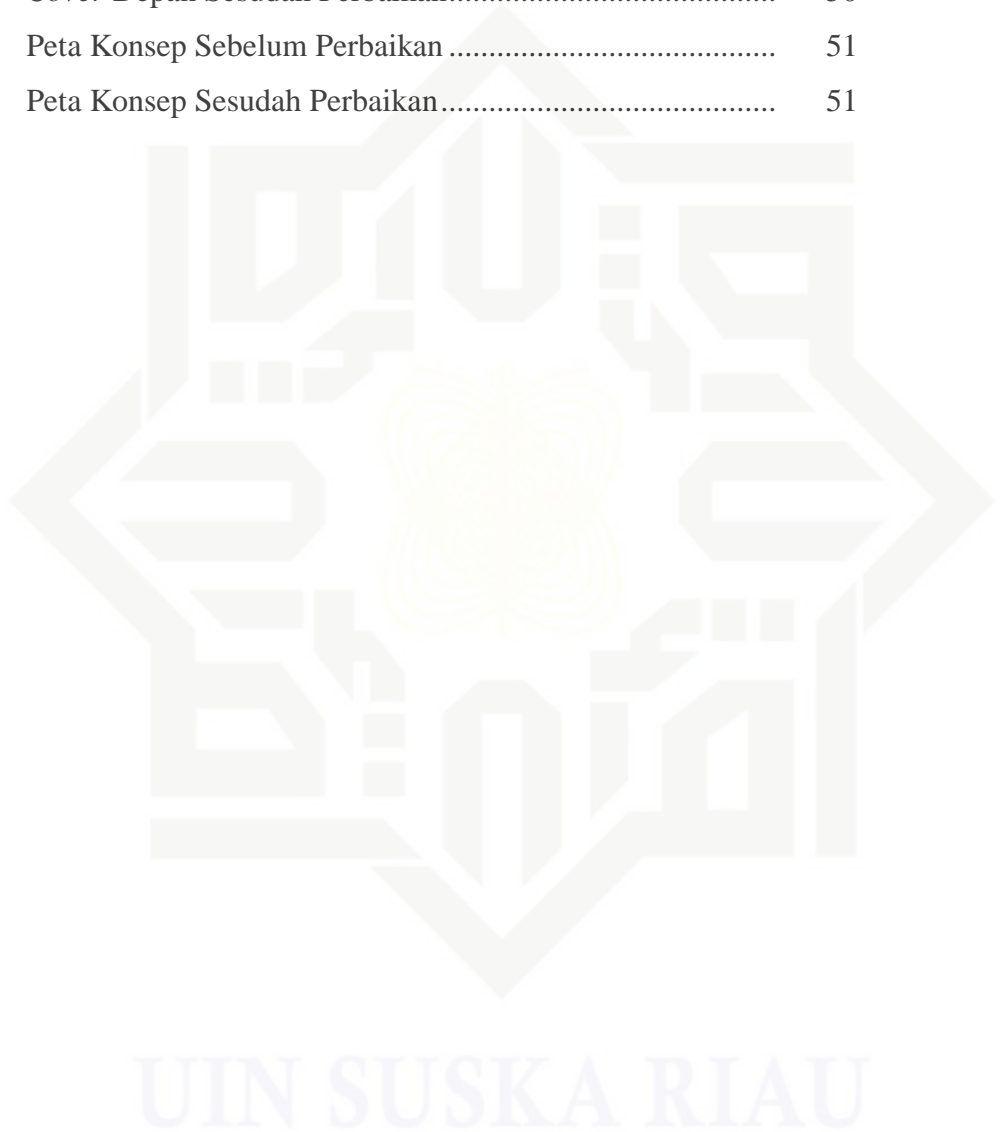 Peta Konsep Sebelum Perbaikan ......................................... 51
Peta Konsep Sesudah Perbaikan .......................................... 51
UIN SUSKA RIAU